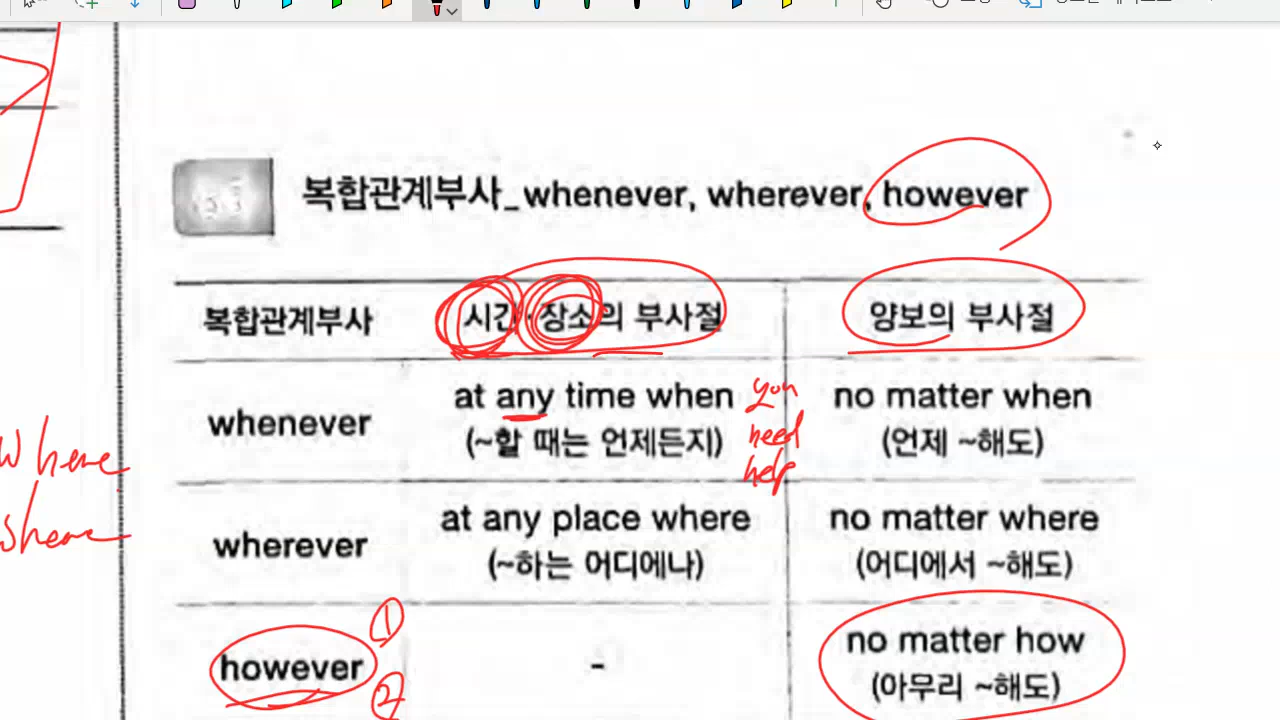 복합관계부사_whenever, wherever, however
복합관계부사 시간·장소의 부사절 양보의 부사절
whenever
at any time when
(~할 때는 언제든지)
you
need
help
no matter when
(언제 ~해도)
where
where
wherever
at any place where
(~하는 어디에나)
no matter where
(어디에서 ~해도)
however
①
②
-
no matter how
(아무리 ~해도)